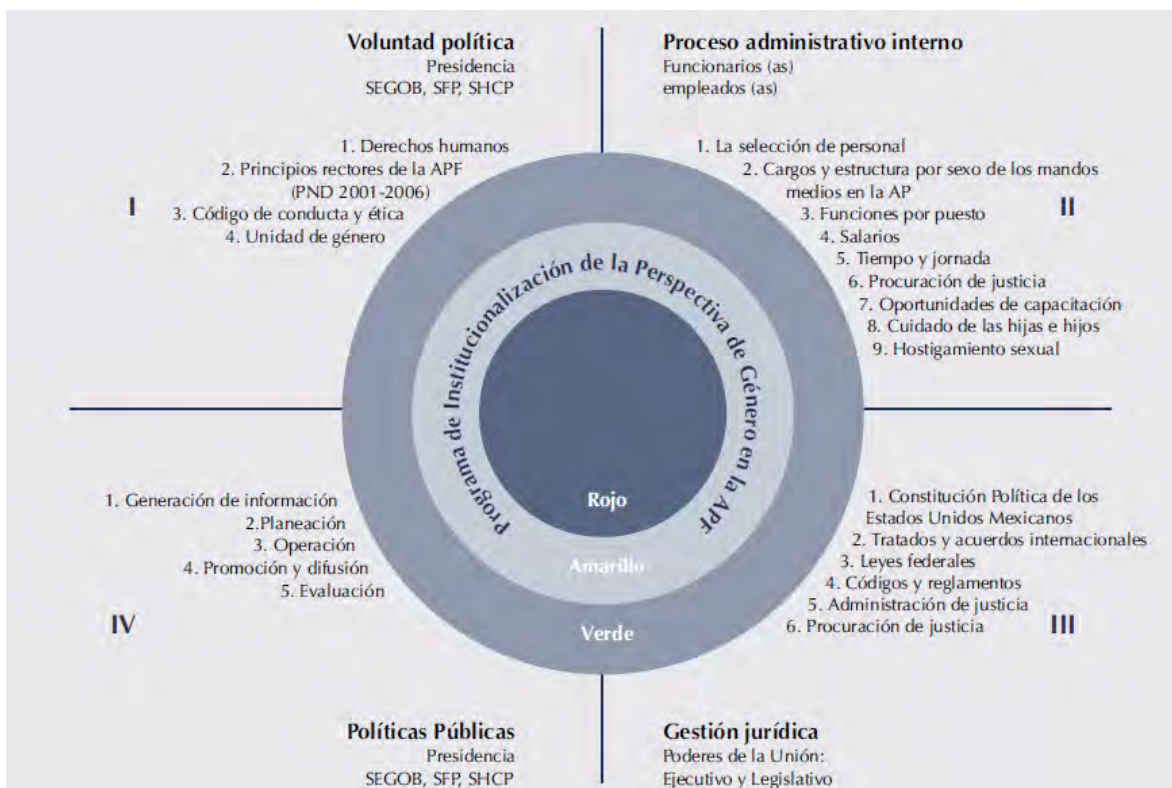 Voluntad política
Presidencia
SEGOB, SFP, SHCP
1. Derechos humanos
2. Principios rectores de la APF
(PND 2001-2006)
3. Código de conducta y ética
4. Unidad de género
I
Proceso administrativo interno
Funcionarios (as)
empleados (as)
1. La selección de personal
2. Cargos y estructura por sexo de los mandos
medios en la AP
3. Funciones por puesto
4. Salarios
5. Tiempo y jornada
6. Procuración de justicia
7. Oportunidades de capacitación
8. Cuidado de las hijas e hijos
9. Hostigamiento sexual
II
Programa de Institucionalización de la Perspectiva de Género en la APF
Rojo
Amarillo
Verde
1. Generación de información
2.Planeación
3. Operación
4. Promoción y difusión
5. Evaluación
IV
Políticas Públicas
Presidencia
SEGOB, SFP, SHCP
1. Constitución Política de los
Estados Unidos Mexicanos
2. Tratados y acuerdos internacionales
3. Leyes federales
4. Códigos y reglamentos
5. Administración de justicia
6. Procuración de justicia
III
Gestión jurídica
Poderes de la Unión:
Ejecutivo y Legislativo